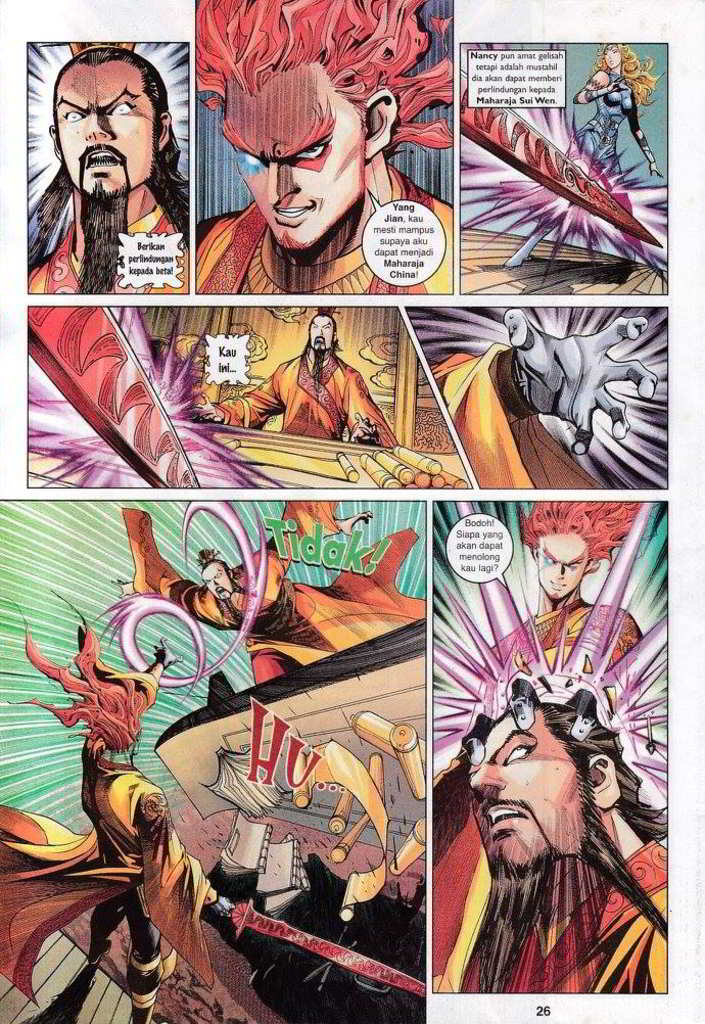 Berikan
perlindungan
kepada beta!
Yang
Jian, kau
mesti mampus
supaya aku
dapat menjadi
Maharaja
China!
Nancy pun amat gelisah
tetapi adalah mustahil
dia akan dapat memberi
perlindungan kepada
Maharaja Sui Wen.
Kau
ini...
Tidak!
HU...
Bodoh!
Siapa yang
akan dapat
menolong
kau lagi?
26